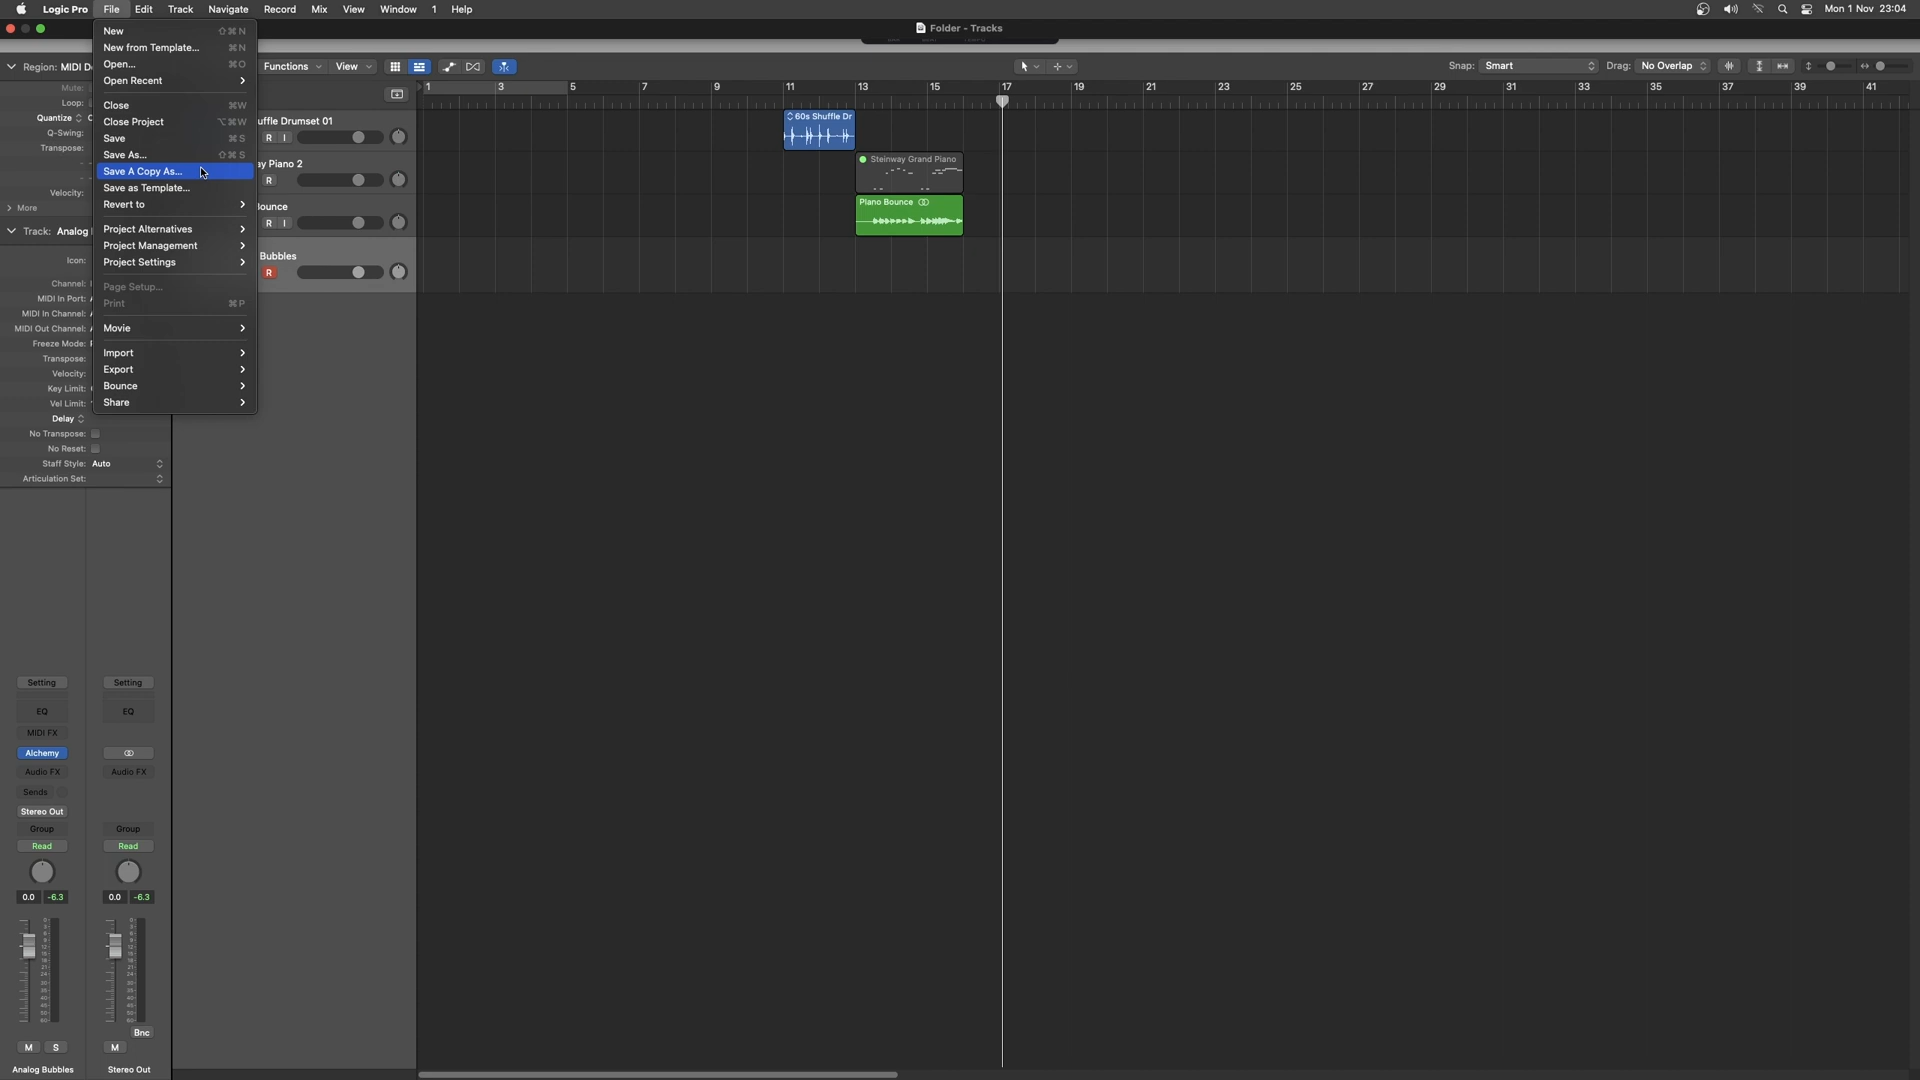 Logic Pro File Edit Track Navigate Record Mix View Window 1 Help Mon 1 Nov 23:04
Folder - Tracks
New ⇧⌘N
New from Template... ⌘N
Open... ⌘O
Open Recent
Close ⌘W
Close Project ⌥⌘W
Save ⌘S
Save As... ⇧⌘S
Save A Copy As...
Save as Template...
Revert to
Project Alternatives
Project Management
Project Settings
Page Setup...
Print ⌘P
Movie
Import
Export
Bounce
Share
Region: MIDI D
Mute:
Loop:
Quantize
Q-Swing:
Transpose:
Velocity:
More
Track: Analog
Icon:
Channel:
MIDI In Port:
MIDI In Channel:
MIDI Out Channel:
Freeze Mode:
Transpose:
Velocity:
Key Limit:
Vel Limit:
Delay
No Transpose:
No Reset:
Staff Style: Auto
Articulation Set:
Functions View Snap: Smart Drag: No Overlap
1 3 5 7 9 11 13 15 17 19 21 23 25 27 29 31 33 35 37 39 41
uffle Drumset 01
R I
ay Piano 2
R
Bounce
R I
Bubbles
R
60s Shuffle Dr
Steinway Grand Piano
Piano Bounce
Setting Setting
EQ EQ
MIDI FX
Alchemy
Audio FX Audio FX
Sends
Stereo Out
Group Group
Read Read
0.0 -6.3 0.0 -6.3
Bnc
M S M
Analog Bubbles Stereo Out